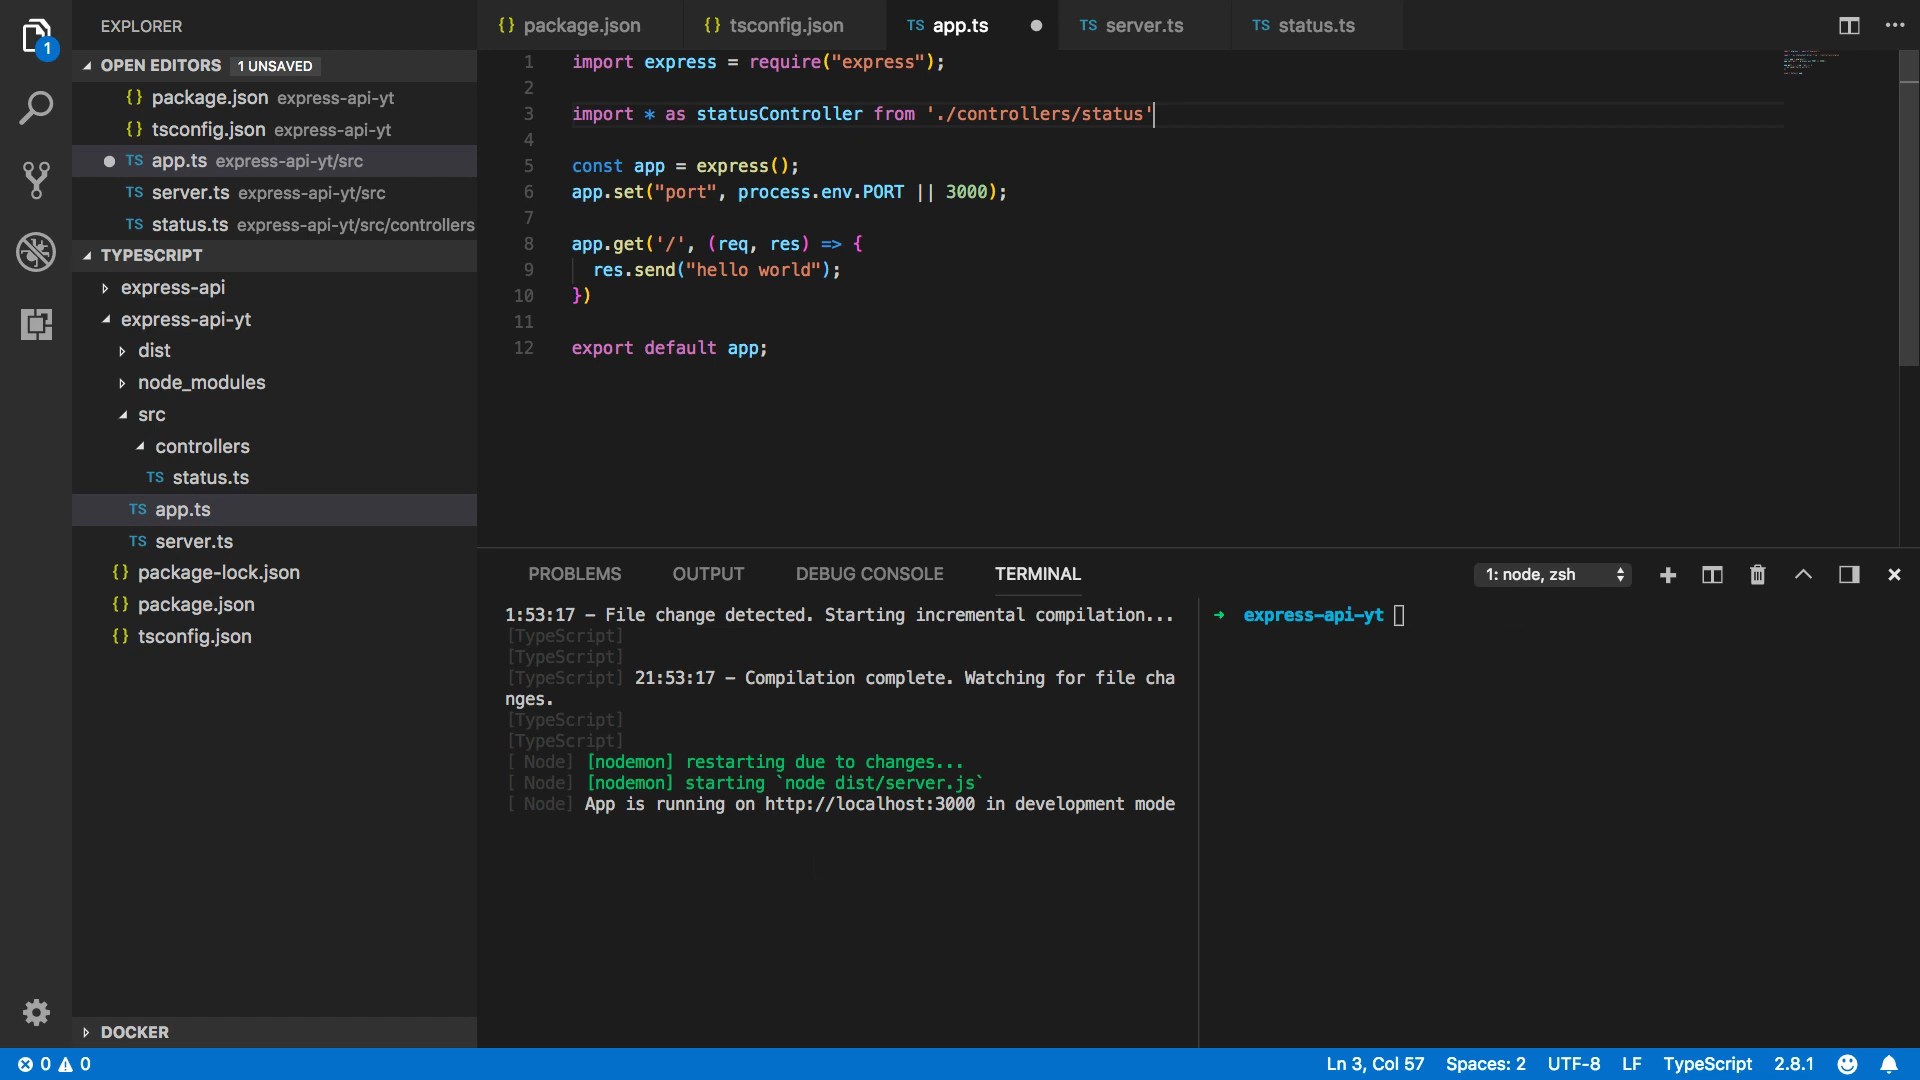 1
EXPLORER
OPEN EDITORS 1 UNSAVED
{} package.json express-api-yt
{} tsconfig.json express-api-yt
TS app.ts express-api-yt/src
TS server.ts express-api-yt/src
TS status.ts express-api-yt/src/controllers
TYPESCRIPT
express-api
express-api-yt
dist
node_modules
src
controllers
TS status.ts
TS app.ts
TS server.ts
{} package-lock.json
{} package.json
{} tsconfig.json
DOCKER
{} package.json {} tsconfig.json TS app.ts TS server.ts TS status.ts
1 import express = require("express");
2
3 import * as statusController from './controllers/status'
4
5 const app = express();
6 app.set("port", process.env.PORT || 3000);
7
8 app.get('/', (req, res) => {
9 res.send("hello world");
10 })
11
12 export default app;
PROBLEMS OUTPUT DEBUG CONSOLE TERMINAL 1: node, zsh
1:53:17 – File change detected. Starting incremental compilation...
[TypeScript]
[TypeScript]
[TypeScript] 21:53:17 – Compilation complete. Watching for file cha
nges.
[TypeScript]
[TypeScript]
[ Node] [nodemon] restarting due to changes...
[ Node] [nodemon] starting `node dist/server.js`
[ Node] App is running on http://localhost:3000 in development mode
→ express-api-yt
0 0 Ln 3, Col 57 Spaces: 2 UTF-8 LF TypeScript 2.8.1